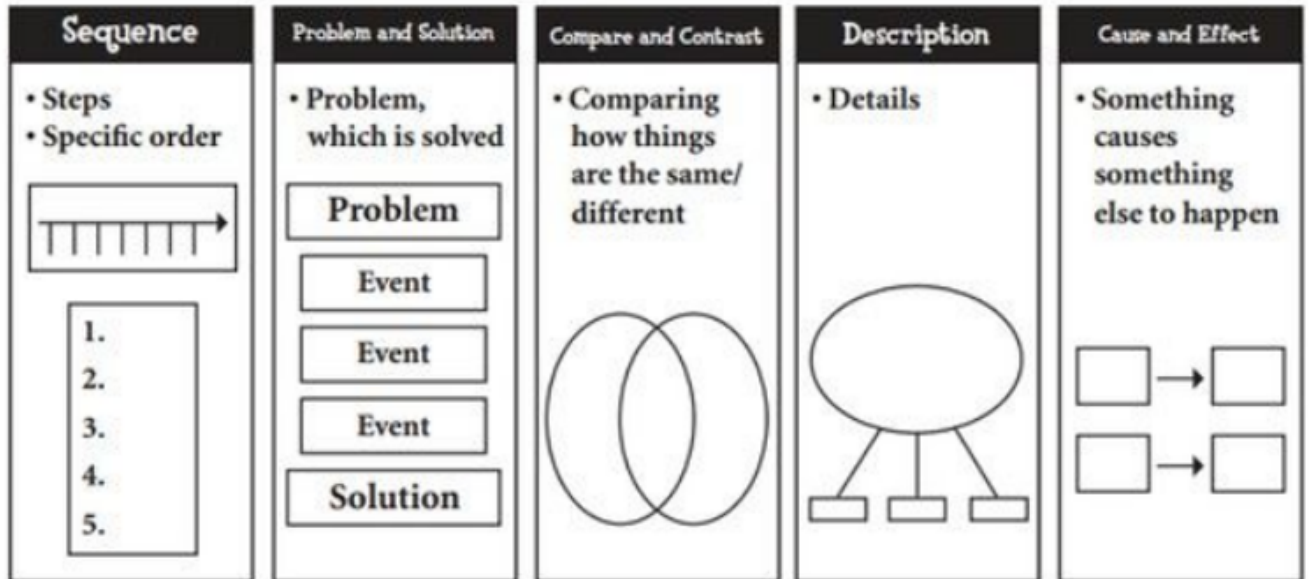 Sequence
• Steps
• Specific order
1.
2.
3.
4.
5.
Problem and Solution
• Problem,
which is solved
Problem
Event
Event
Event
Solution
Compare and Contrast
• Comparing
how things
are the same/
different
Description
• Details
Cause and Effect
• Something
causes
something
else to happen